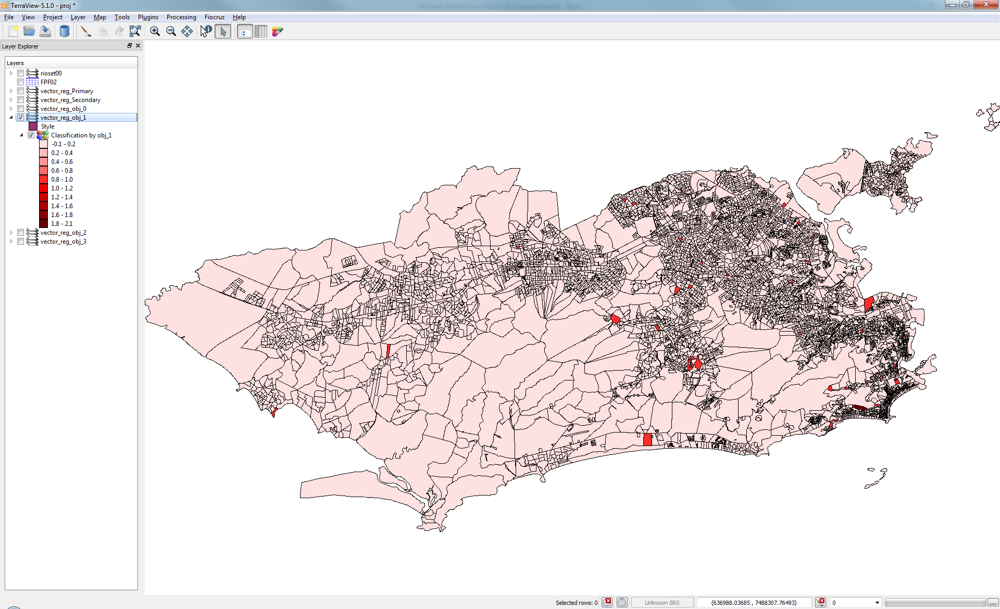 TerraView-5.1.0 - proj *
File View Project Layer Map Tools Plugins Processing Fiocruz Help
Layer Explorer
Layers
rioset00
FPF02
vector_reg_Primary
vector_reg_Secondary
vector_reg_obj_0
vector_reg_obj_1
Style
Classification by obj_1
-0.1 - 0.2
0.2 - 0.4
0.4 - 0.6
0.6 - 0.8
0.8 - 1.0
1.0 - 1.2
1.2 - 1.4
1.4 - 1.6
1.6 - 1.8
1.8 - 2.1
vector_reg_obj_2
vector_reg_obj_3
Selected rows: 0 Unknown SRS (636988.03685 , 7488307.76493) 0 ...